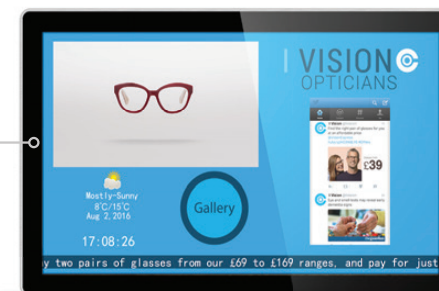 VISION
OPTICIANS
£39
Mostly-Sunny
8°C/15°C
Aug 2,2016
17:08:26
Gallery
y two pairs of glasses from our £69 to £169 ranges, and pay for just